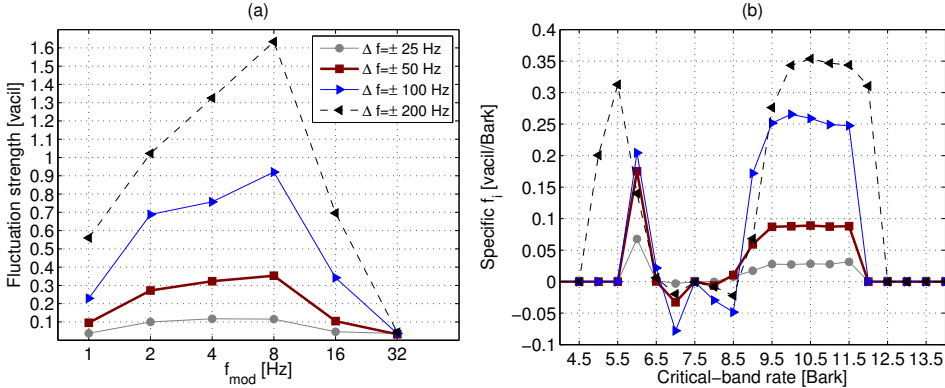 (a)
Fluctuation strength [vacil]
1.6
1.5
1.4
1.3
1.2
1.1
1
0.9
0.8
0.7
0.6
0.5
0.4
0.3
0.2
0.1
1 2 4 8 16 32
f_mod [Hz]
Δ f=± 25 Hz
Δ f=± 50 Hz
Δ f=± 100 Hz
Δ f=± 200 Hz
(b)
Specific f_i [vacil/Bark]
0.4
0.35
0.3
0.25
0.2
0.15
0.1
0.05
0
−0.05
−0.1
4.5 5.5 6.5 7.5 8.5 9.5 10.5 11.5 12.5 13.5
Critical−band rate [Bark]